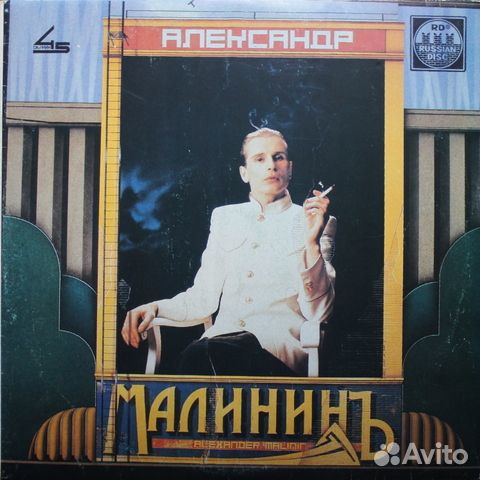 АЛЕКСАНДР
RD
RUSSIAN
DISC
МАЛИНИНЪ
ALEXANDER MALININ
Avito